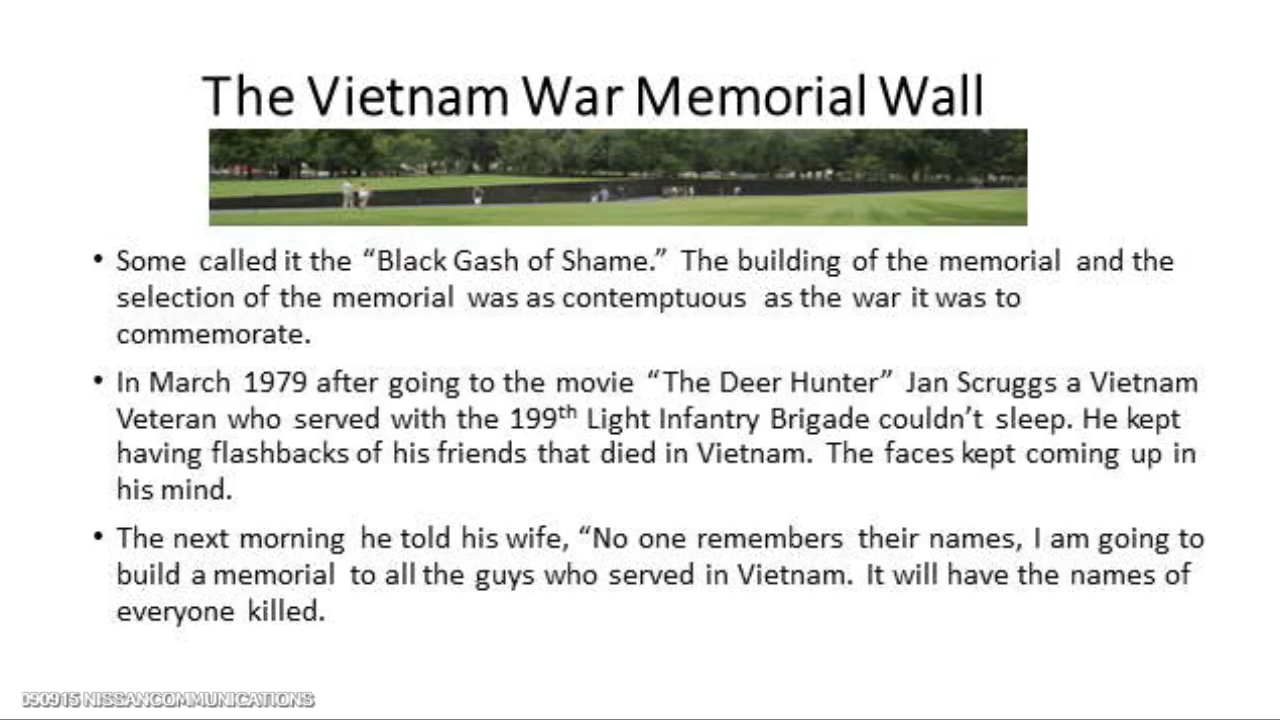 The Vietnam War Memorial Wall
• Some called it the “Black Gash of Shame.” The building of the memorial and the
selection of the memorial was as contemptuous as the war it was to
commemorate.
• In March 1979 after going to the movie “The Deer Hunter” Jan Scruggs a Vietnam
Veteran who served with the 199th Light Infantry Brigade couldn’t sleep. He kept
having flashbacks of his friends that died in Vietnam. The faces kept coming up in
his mind.
• The next morning he told his wife, “No one remembers their names, I am going to
build a memorial to all the guys who served in Vietnam. It will have the names of
everyone killed.
090915 NISSANCOMMUNICATIONS